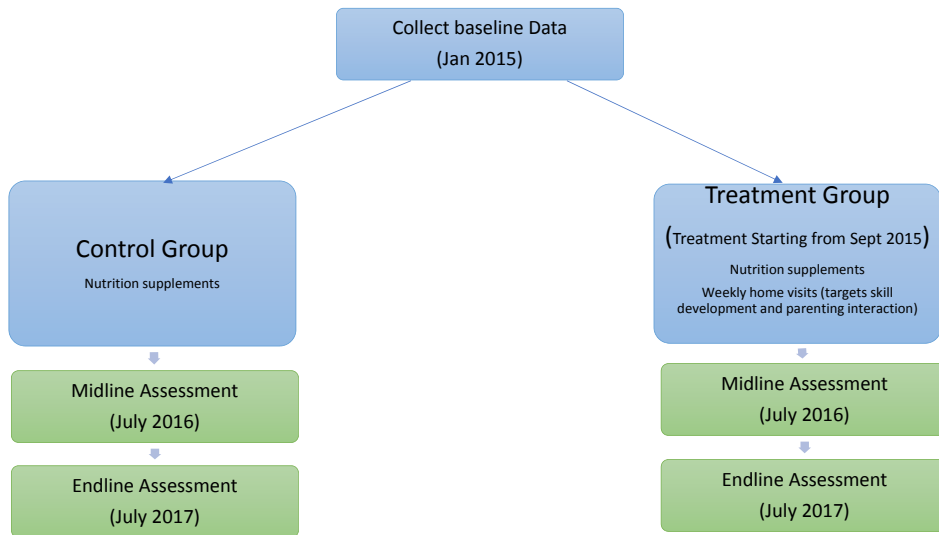 Collect baseline Data
(Jan 2015)
Control Group
Nutrition supplements
Midline Assessment
(July 2016)
Endline Assessment
(July 2017)
Treatment Group
(Treatment Starting from Sept 2015)
Nutrition supplements
Weekly home visits (targets skill
development and parenting interaction)
Midline Assessment
(July 2016)
Endline Assessment
(July 2017)